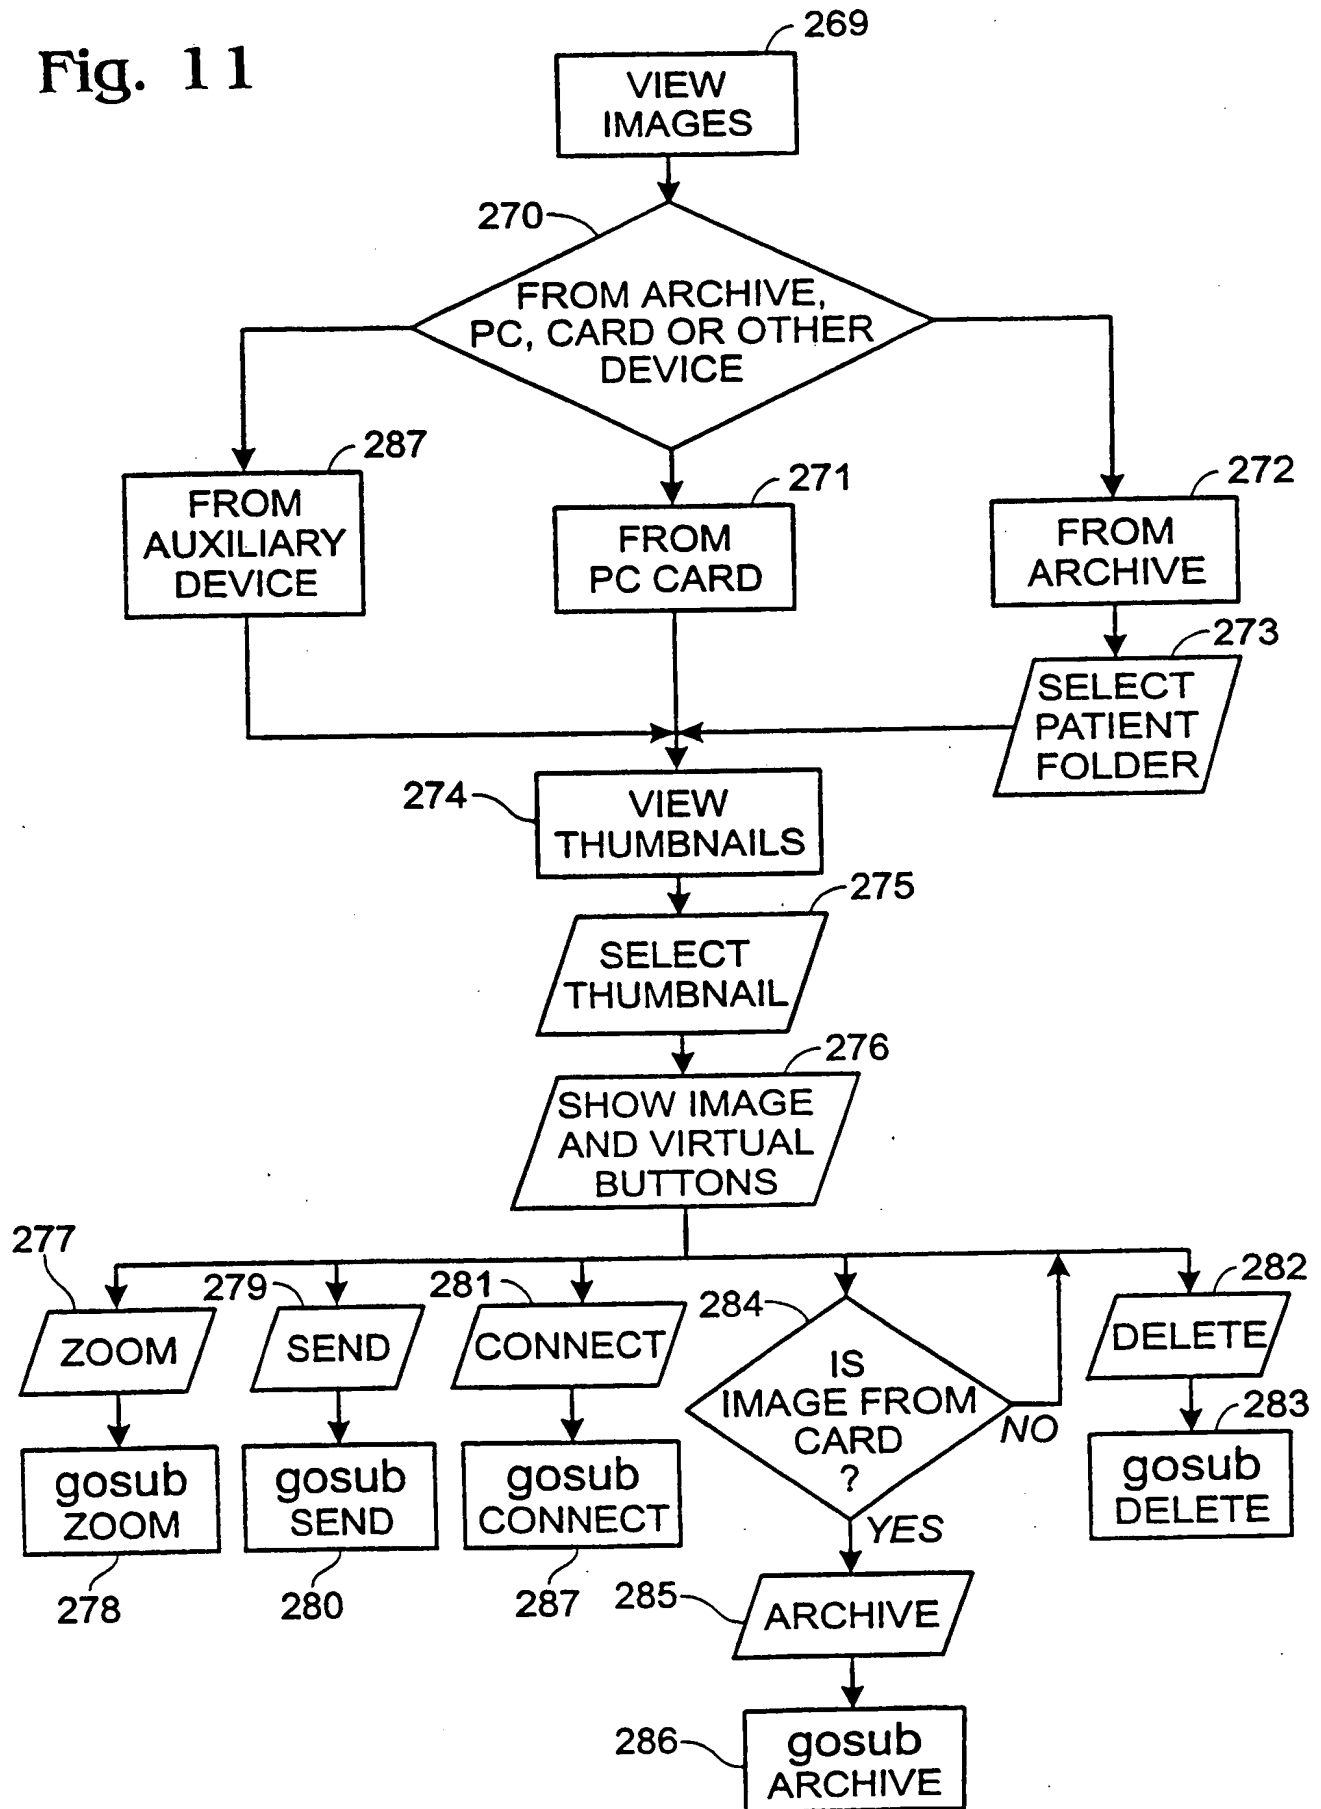 Fig. 11
269
VIEW
IMAGES
270
FROM ARCHIVE,
PC, CARD OR OTHER
DEVICE
287
FROM
AUXILIARY
DEVICE
271
FROM
PC CARD
272
FROM
ARCHIVE
273
SELECT
PATIENT
FOLDER
274
VIEW
THUMBNAILS
275
SELECT
THUMBNAIL
276
SHOW IMAGE
AND VIRTUAL
BUTTONS
277
ZOOM
gosub
ZOOM
278
279
SEND
gosub
SEND
280
281
CONNECT
gosub
CONNECT
287
284
IS
IMAGE FROM
CARD
?
NO
YES
285
ARCHIVE
286
gosub
ARCHIVE
282
DELETE
283
gosub
DELETE